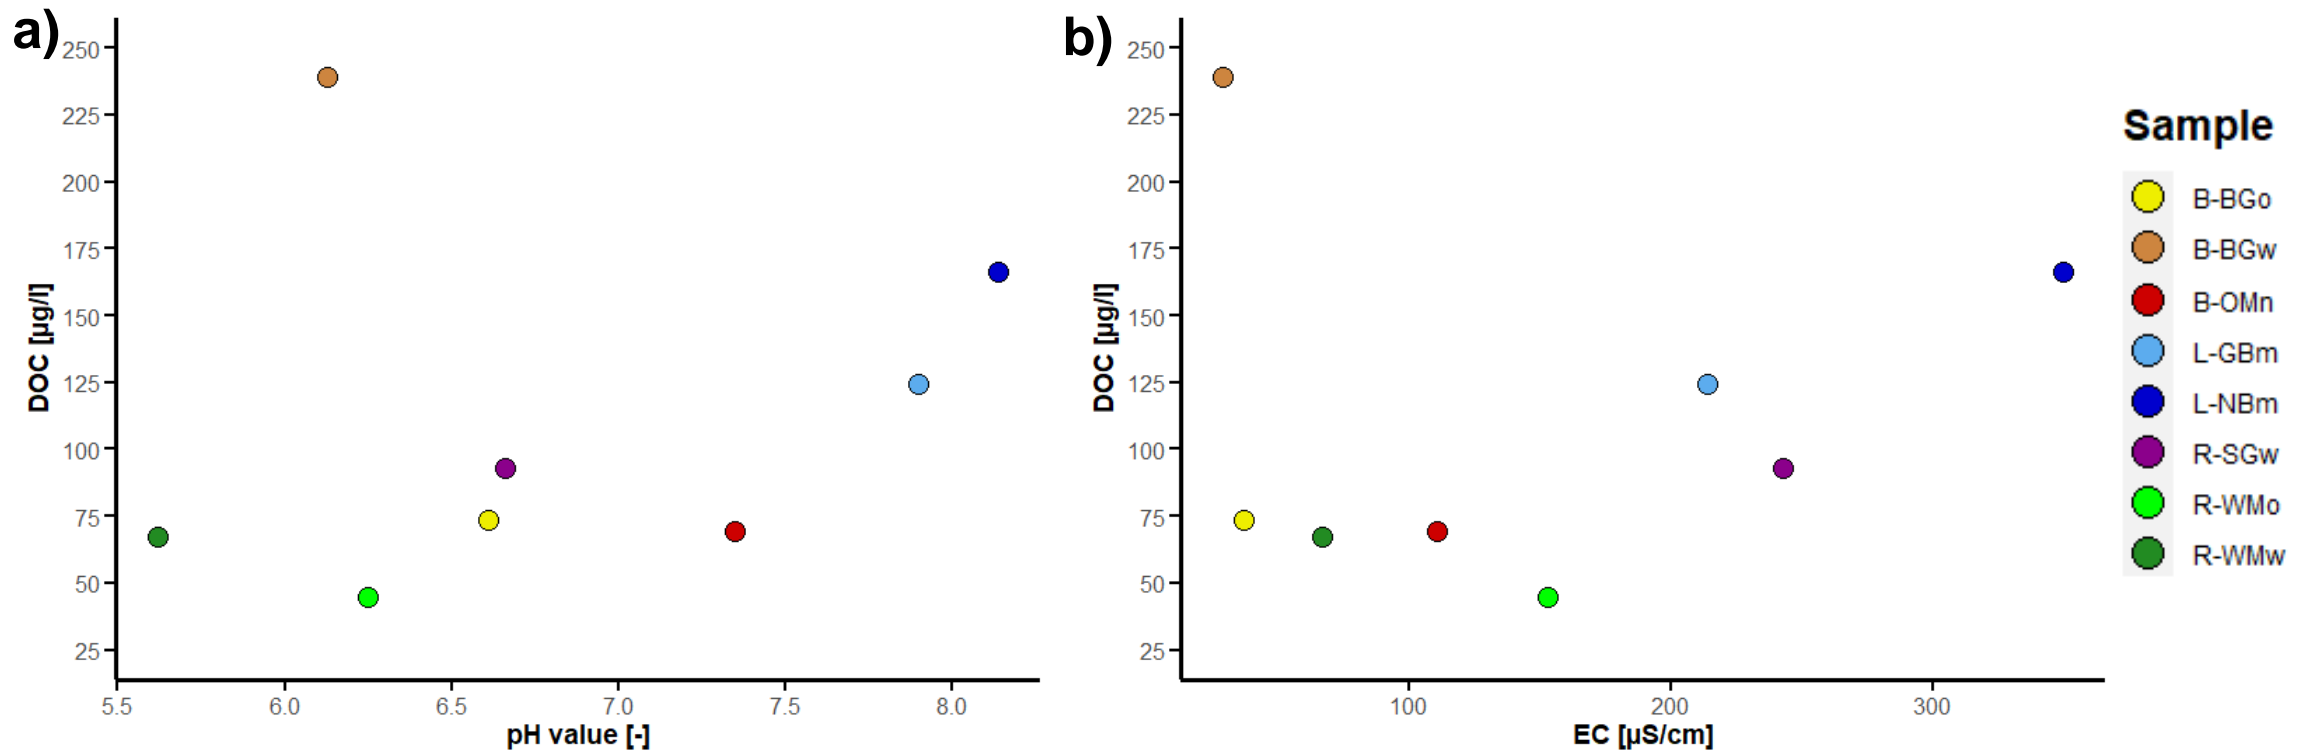 a)
250
225
200
175
150
125
100
75
50
25
DOC [µg/l]
5.5 6.0 6.5 7.0 7.5 8.0
pH value [-]
b)
250
225
200
175
150
125
100
75
50
25
DOC [µg/l]
100 200 300
EC [µS/cm]
Sample
B-BGo
B-BGw
B-OMn
L-GBm
L-NBm
R-SGw
R-WMo
R-WMw